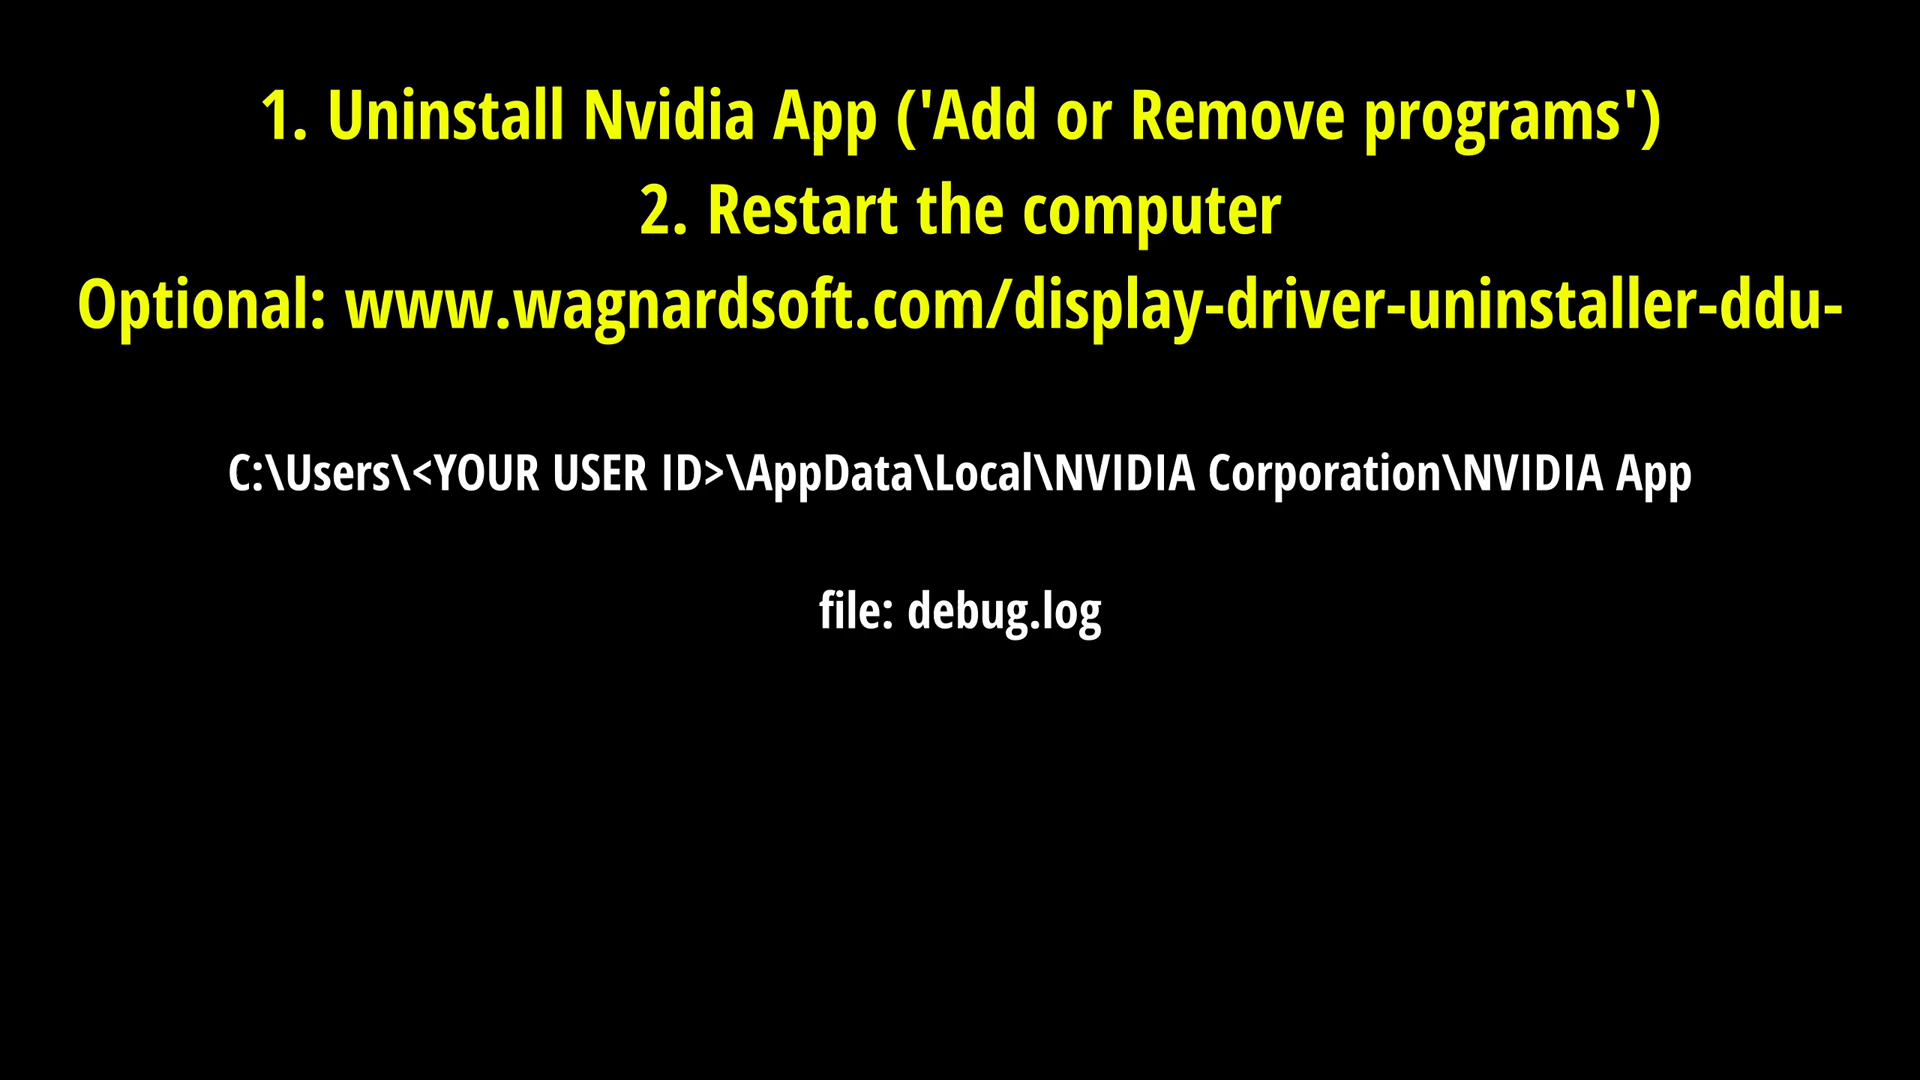 1. Uninstall Nvidia App ('Add or Remove programs')
2. Restart the computer
Optional: www.wagnardsoft.com/display-driver-uninstaller-ddu-
C:\Users\<YOUR USER ID>\AppData\Local\NVIDIA Corporation\NVIDIA App
file: debug.log